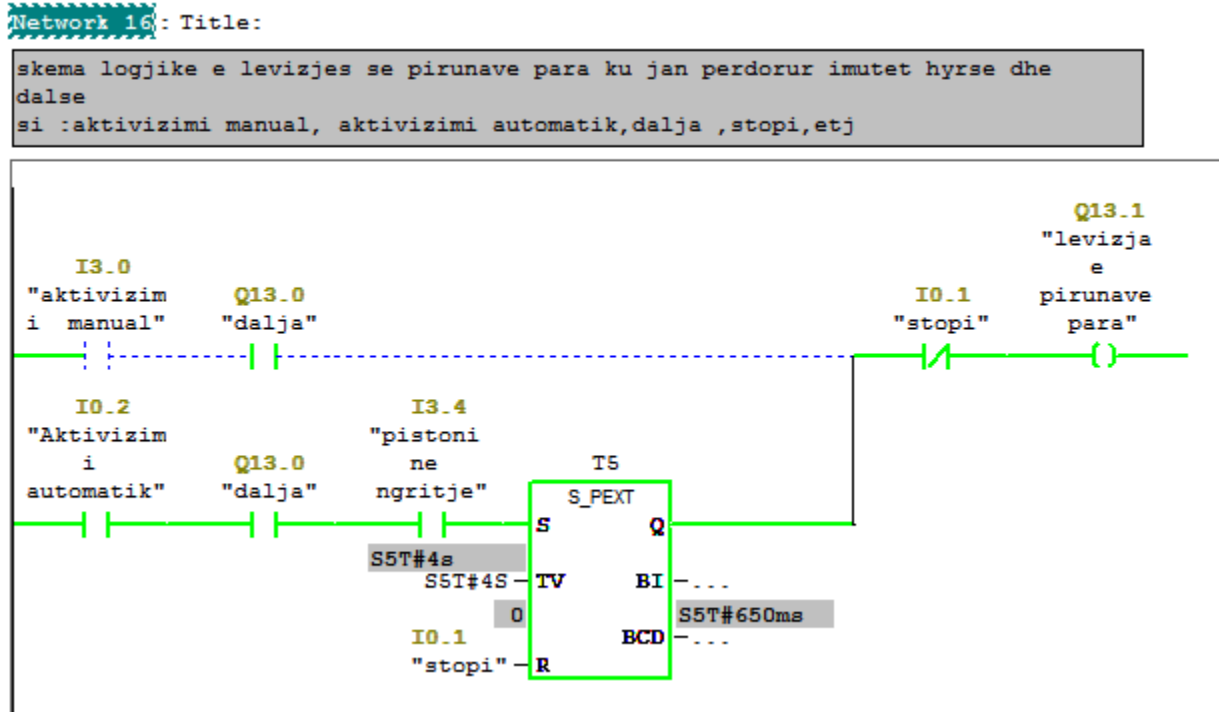 Network 16: Title:
skema logjike e levizjes se pirunave para ku jan perdorur imutet hyrse dhe
dalse
si :aktivizimi manual, aktivizimi automatik,dalja ,stopi,etj
Q13.1
"levizja
e
pirunave
para"
I3.0
"aktivizim
i manual"
Q13.0
"dalja"
I0.1
"stopi"
I0.2
"Aktivizim
i
automatik"
Q13.0
"dalja"
I3.4
"pistoni
ne
ngritje"
T5
S_PEXT
S
Q
S5T#4s
S5T#4S
TV
BI
...
0
S5T#650ms
BCD
...
I0.1
"stopi"
R